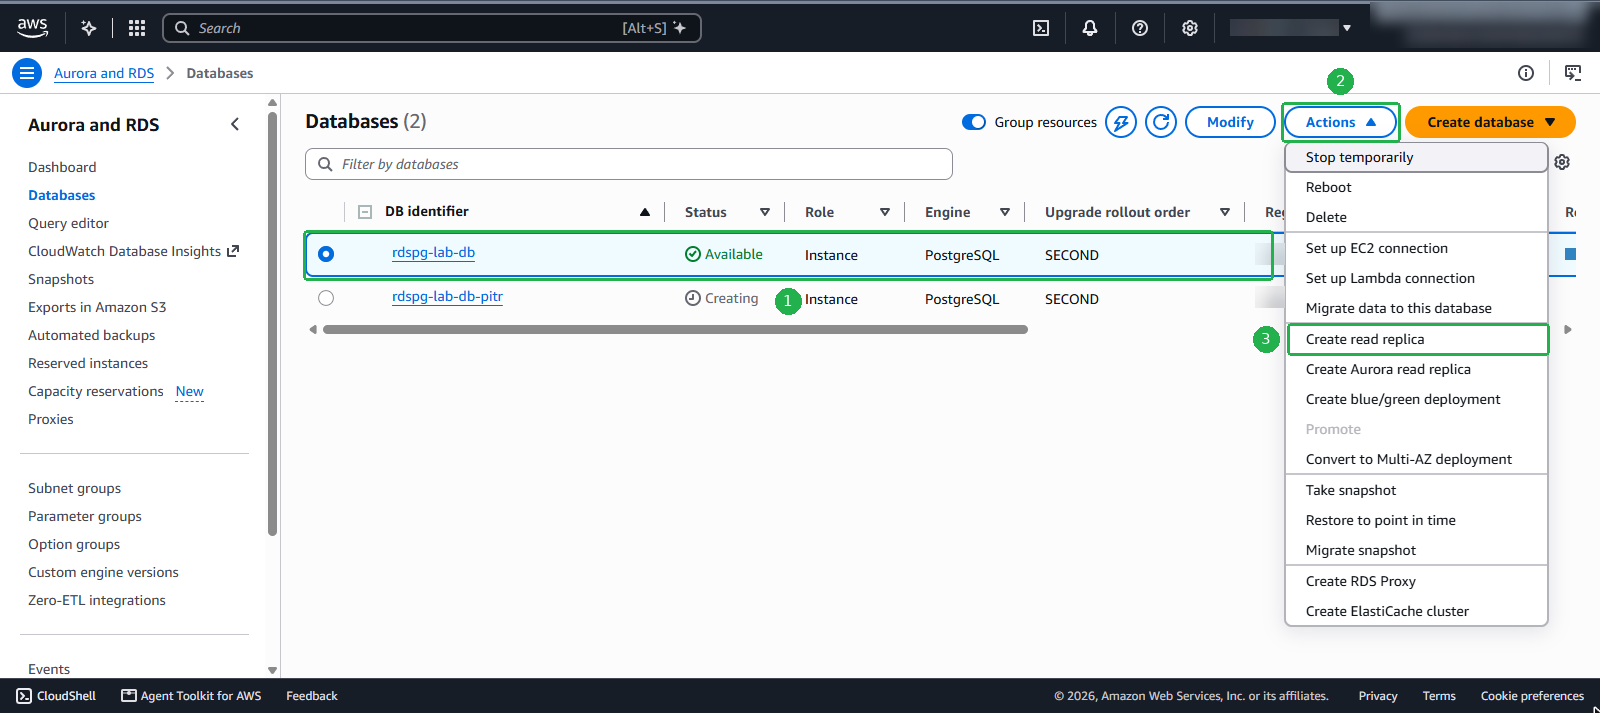 aws
Search [Alt+S]
Aurora and RDS > Databases
2
Aurora and RDS
Dashboard
Databases
Query editor
CloudWatch Database Insights
Snapshots
Exports in Amazon S3
Automated backups
Reserved instances
Capacity reservations New
Proxies
Subnet groups
Parameter groups
Option groups
Custom engine versions
Zero-ETL integrations
Events
Databases (2)
Group resources
Modify
Actions
Create database
Filter by databases
DB identifier Status Role Engine Upgrade rollout order
rdspg-lab-db Available Instance PostgreSQL SECOND
rdspg-lab-db-pitr Creating 1 Instance PostgreSQL SECOND
Stop temporarily
Reboot
Delete
Set up EC2 connection
Set up Lambda connection
Migrate data to this database
3 Create read replica
Create Aurora read replica
Create blue/green deployment
Promote
Convert to Multi-AZ deployment
Take snapshot
Restore to point in time
Migrate snapshot
Create RDS Proxy
Create ElastiCache cluster
CloudShell Agent Toolkit for AWS Feedback © 2026, Amazon Web Services, Inc. or its affiliates. Privacy Terms Cookie preferences